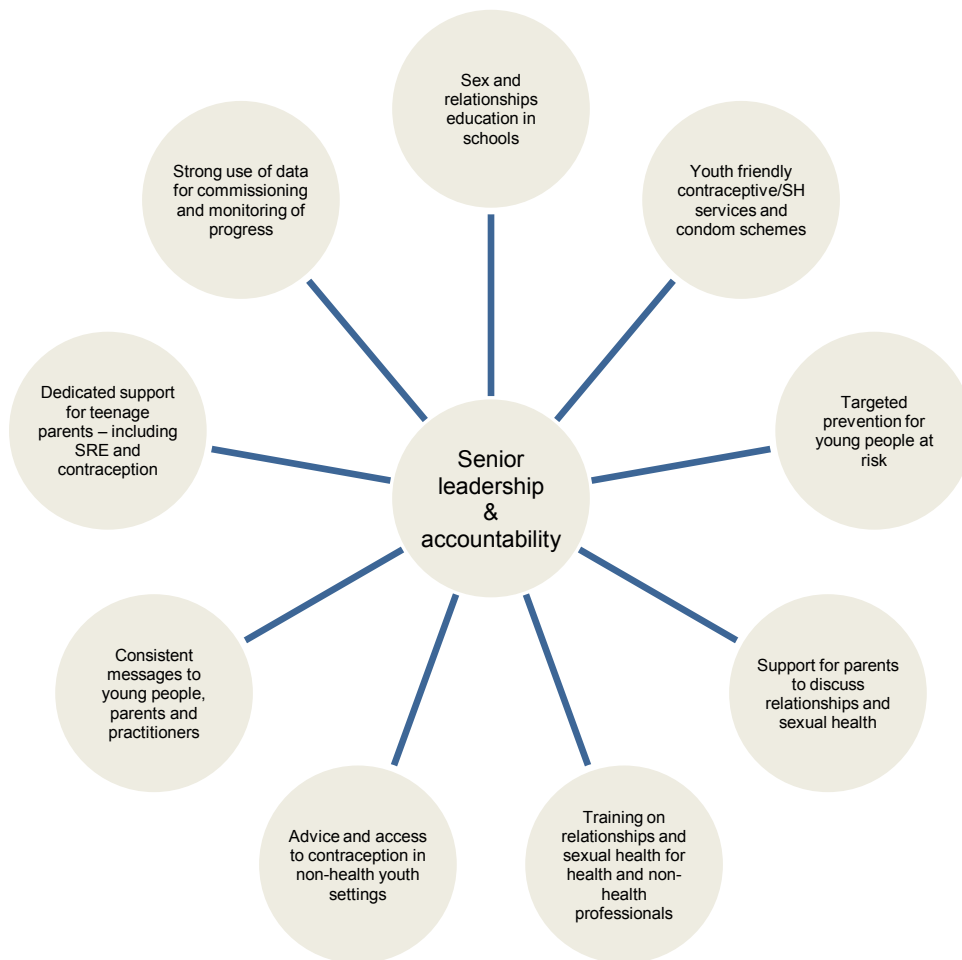 Sex and
relationships
education in
schools
Youth friendly
contraceptive/SH
services and
condom schemes
Targeted
prevention for
young people at
risk
Support for parents
to discuss
relationships and
sexual health
Training on
relationships and
sexual health for
health and non-
health
professionals
Advice and access
to contraception in
non-health youth
settings
Consistent
messages to
young people,
parents and
practitioners
Dedicated support
for teenage
parents – including
SRE and
contraception
Strong use of data
for commissioning
and monitoring of
progress
Senior
leadership
&
accountability